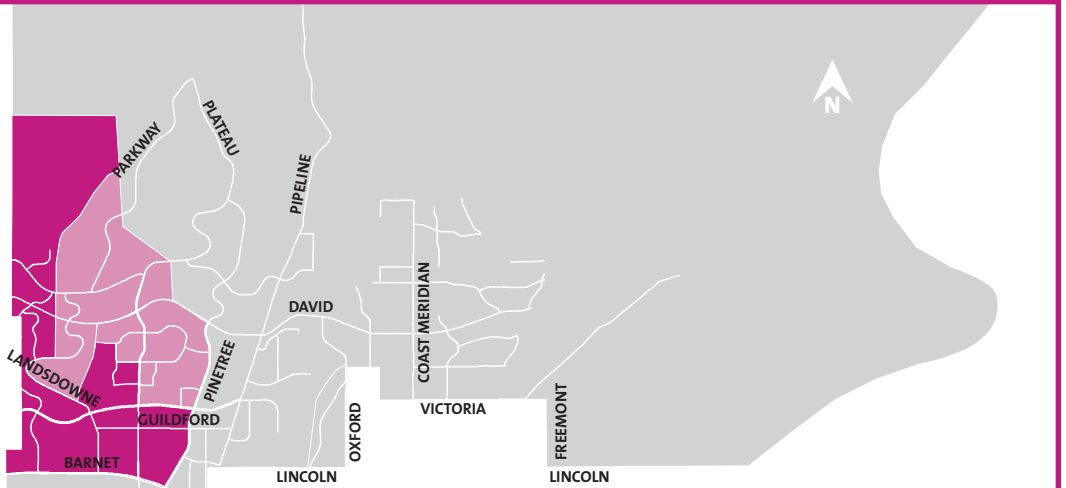 PLATEAU
PARKWAY
N
PIPELINE
DAVID
COAST MERIDIAN
LANDSDOWNE
PINETREE
GUILDFORD
VICTORIA
OXFORD
FREEMONT
BARNET
LINCOLN
LINCOLN